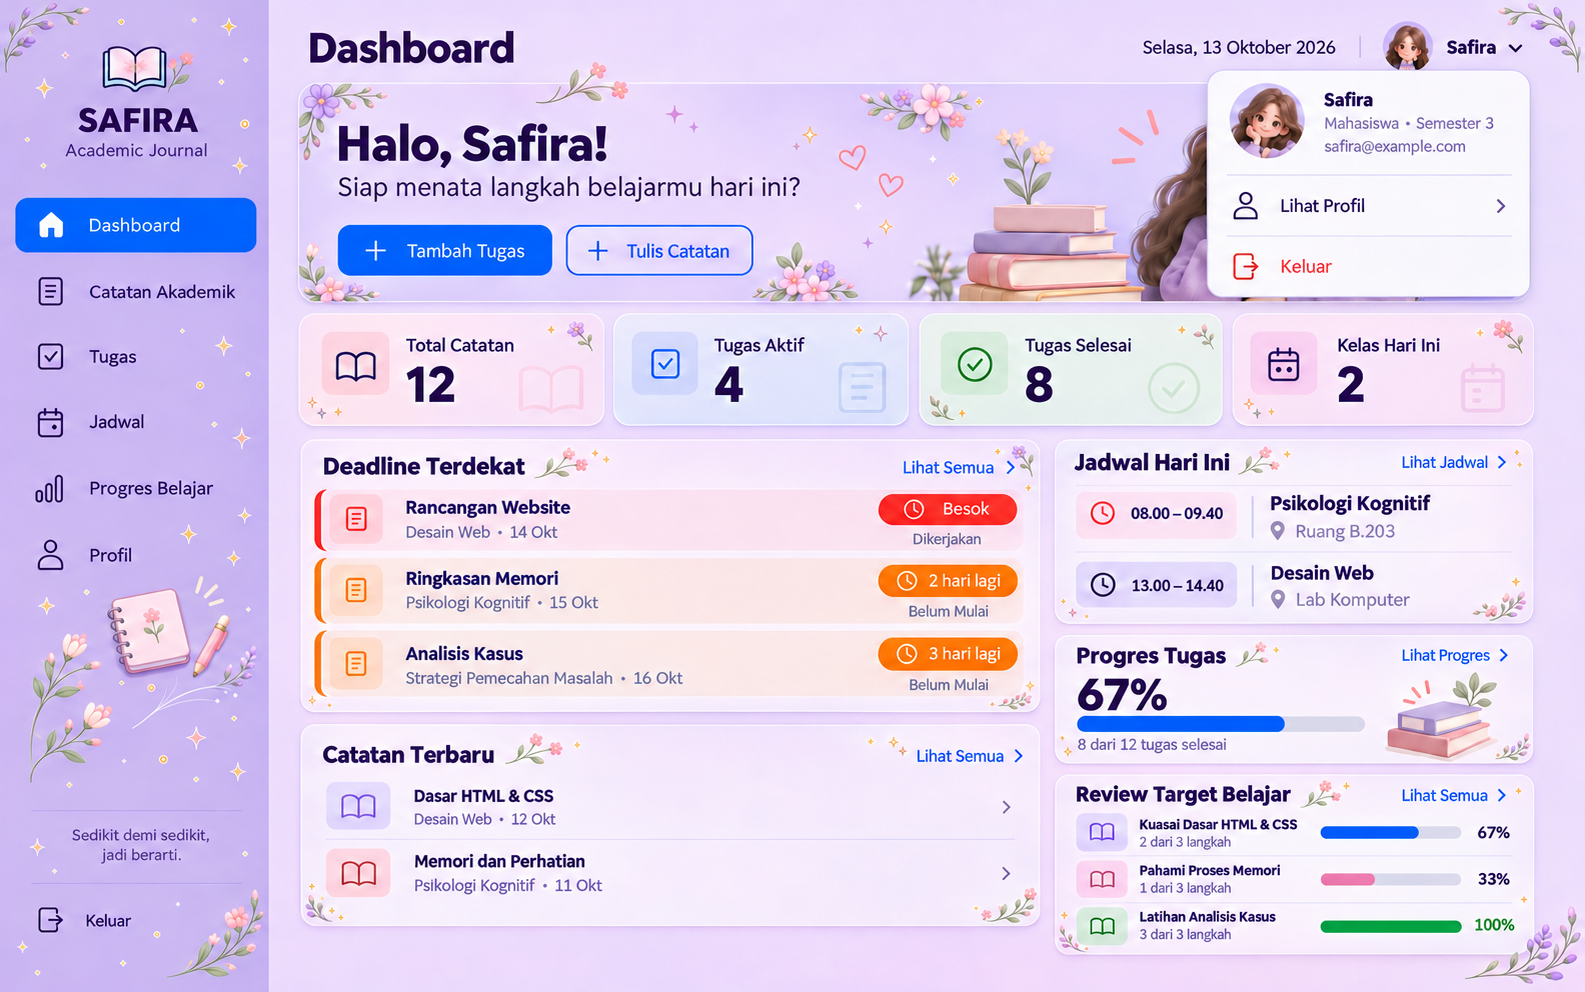 SAFIRA
Academic Journal
Dashboard
Catatan Akademik
Tugas
Jadwal
Progres Belajar
Profil
Sedikit demi sedikit,
jadi berarti.
Keluar
Dashboard
Selasa, 13 Oktober 2026
Safira
Safira
Mahasiswa • Semester 3
safira@example.com
Lihat Profil
Keluar
Halo, Safira!
Siap menata langkah belajarmu hari ini?
Tambah Tugas
Tulis Catatan
Total Catatan
12
Tugas Aktif
4
Tugas Selesai
8
Kelas Hari Ini
2
Deadline Terdekat
Lihat Semua
Rancangan Website
Desain Web • 14 Okt
Besok
Dikerjakan
Ringkasan Memori
Psikologi Kognitif • 15 Okt
2 hari lagi
Belum Mulai
Analisis Kasus
Strategi Pemecahan Masalah • 16 Okt
3 hari lagi
Belum Mulai
Catatan Terbaru
Lihat Semua
Dasar HTML & CSS
Desain Web • 12 Okt
Memori dan Perhatian
Psikologi Kognitif • 11 Okt
Jadwal Hari Ini
Lihat Jadwal
08.00 – 09.40
Psikologi Kognitif
Ruang B.203
13.00 – 14.40
Desain Web
Lab Komputer
Progres Tugas
Lihat Progres
67%
8 dari 12 tugas selesai
Review Target Belajar
Lihat Semua
Kuasai Dasar HTML & CSS
2 dari 3 langkah
67%
Pahami Proses Memori
1 dari 3 langkah
33%
Latihan Analisis Kasus
3 dari 3 langkah
100%